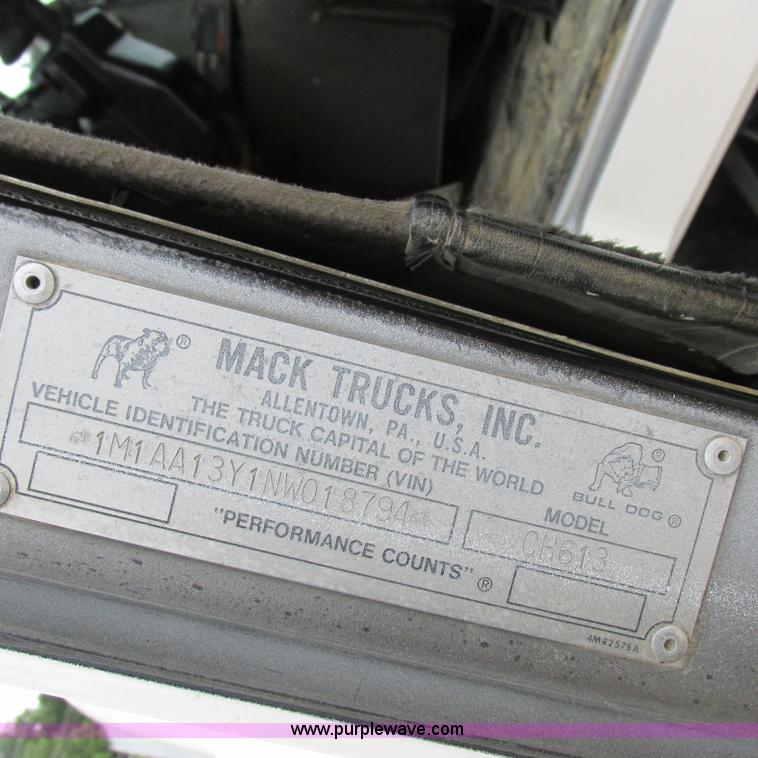 ® MACK TRUCKS, INC.
ALLENTOWN, PA., U.S.A.
THE TRUCK CAPITAL OF THE WORLD
VEHICLE IDENTIFICATION NUMBER (VIN)
1M1AA13Y1NW018794
®
BULL DOG ®
MODEL
CH613
"PERFORMANCE COUNTS" ®
4MR2575A
www.purplewave.com